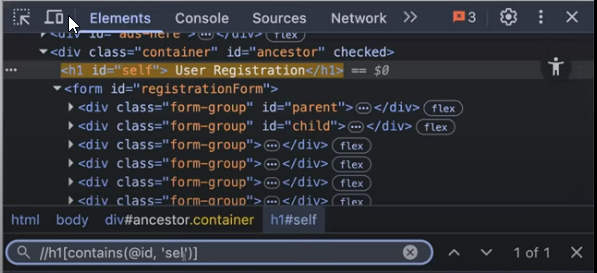 Elements Console Sources Network 3
<div id="ads-here"></div> flex
<div class="container" id="ancestor" checked>
<h1 id="self"> User Registration</h1> == $0
<form id="registrationForm">
<div class="form-group" id="parent">…</div> flex
<div class="form-group" id="child">…</div> flex
<div class="form-group">…</div> flex
<div class="form-group">…</div> flex
<div class="form-group">…</div> flex
<div class="form-group">…</div> flex
html body div#ancestor.container h1#self
//h1[contains(@id, 'sel')] 1 of 1